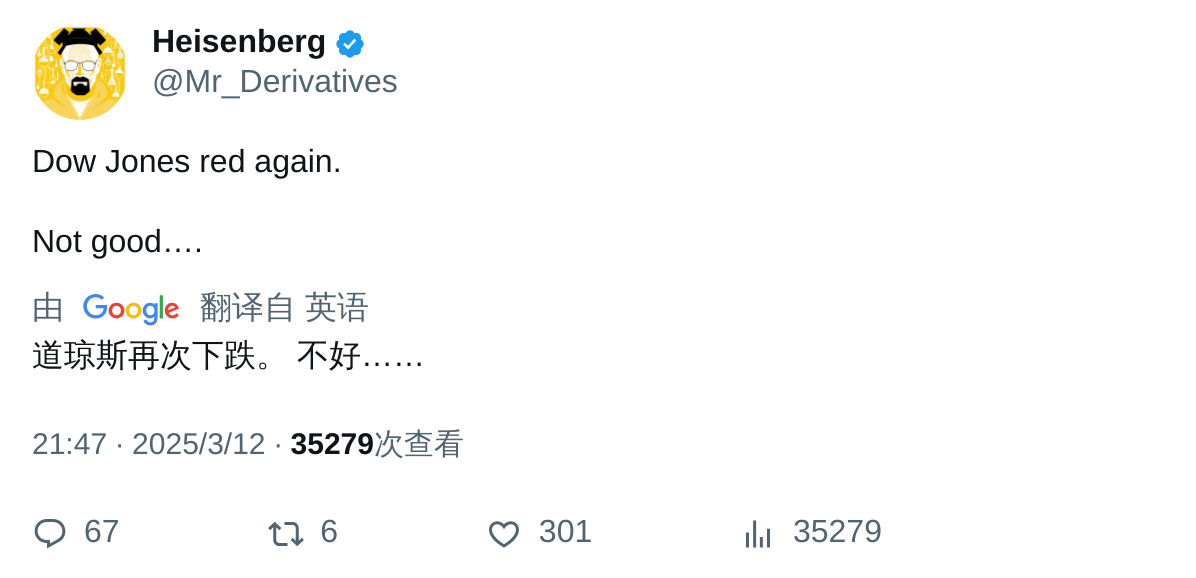 Heisenberg
@Mr_Derivatives
Dow Jones red again.
Not good….
由 Google 翻译自 英语
道琼斯再次下跌。 不好……
21:47 · 2025/3/12 · 35279次查看
67 6 301 35279